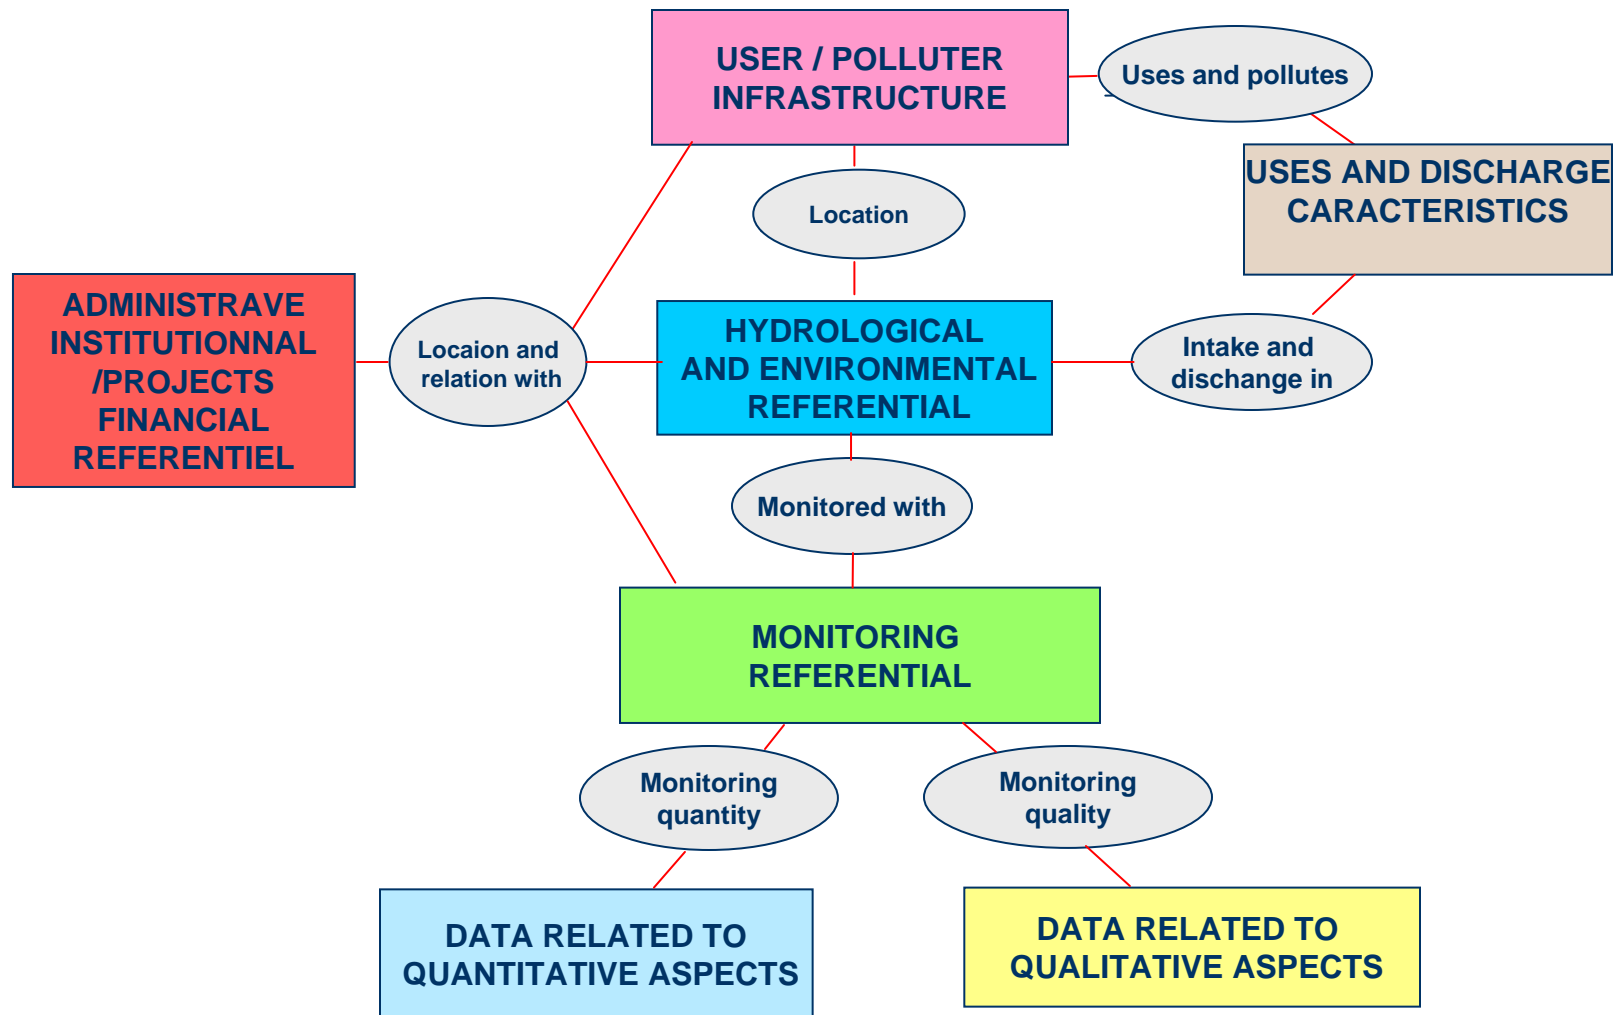 USER / POLLUTER
INFRASTRUCTURE
Uses and pollutes
USES AND DISCHARGE
CARACTERISTICS
Location
ADMINISTRAVE
INSTITUTIONNAL
/PROJECTS
FINANCIAL
REFERENTIEL
Locaion and
relation with
HYDROLOGICAL
AND ENVIRONMENTAL
REFERENTIAL
Intake and
dischange in
Monitored with
MONITORING
REFERENTIAL
Monitoring
quantity
Monitoring
quality
DATA RELATED TO
QUANTITATIVE ASPECTS
DATA RELATED TO
QUALITATIVE ASPECTS